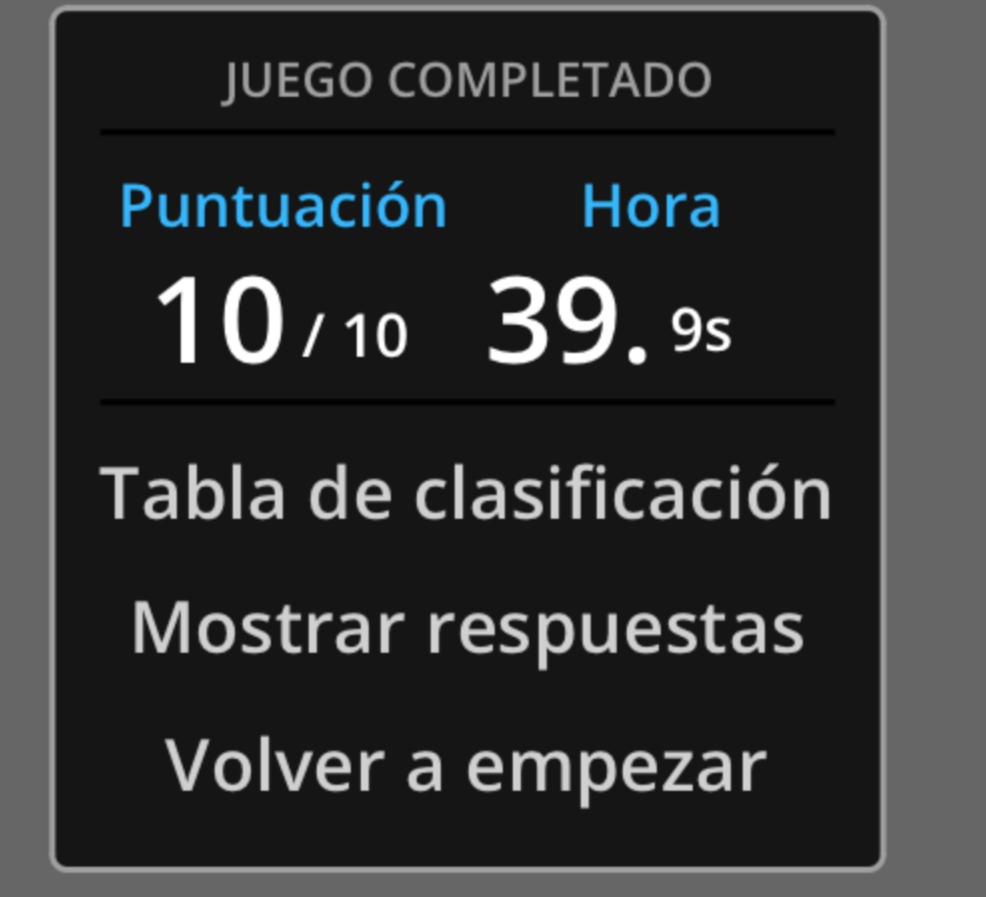 JUEGO COMPLETADO
Puntuación Hora
10 / 10 39. 9s
Tabla de clasificación
Mostrar respuestas
Volver a empezar